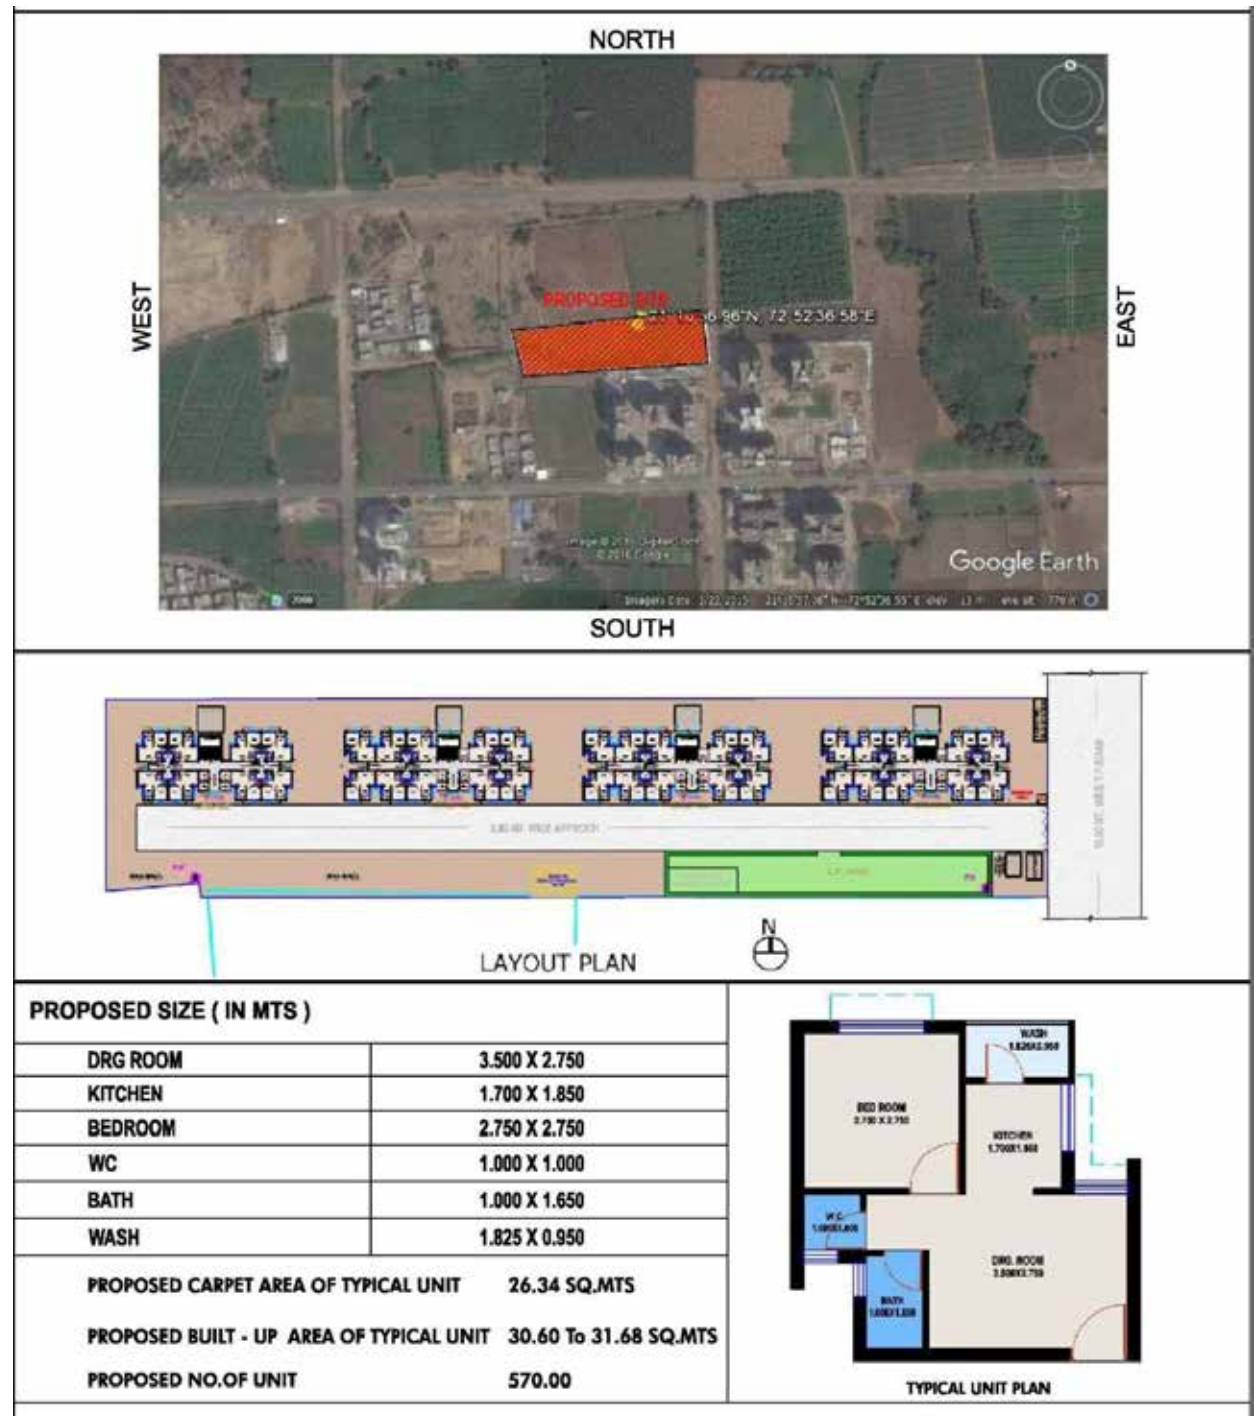 NORTH
WEST
EAST
PROPOSED SITE
Google Earth
SOUTH
LAYOUT PLAN
N
PROPOSED SIZE ( IN MTS )
DRG ROOM 3.500 X 2.750
KITCHEN 1.700 X 1.850
BEDROOM 2.750 X 2.750
WC 1.000 X 1.000
BATH 1.000 X 1.650
WASH 1.825 X 0.950
PROPOSED CARPET AREA OF TYPICAL UNIT 26.34 SQ.MTS
PROPOSED BUILT - UP AREA OF TYPICAL UNIT 30.60 To 31.68 SQ.MTS
PROPOSED NO.OF UNIT 570.00
WASH
BED ROOM
KITCHEN
W.C.
DRG. ROOM
BATH
TYPICAL UNIT PLAN